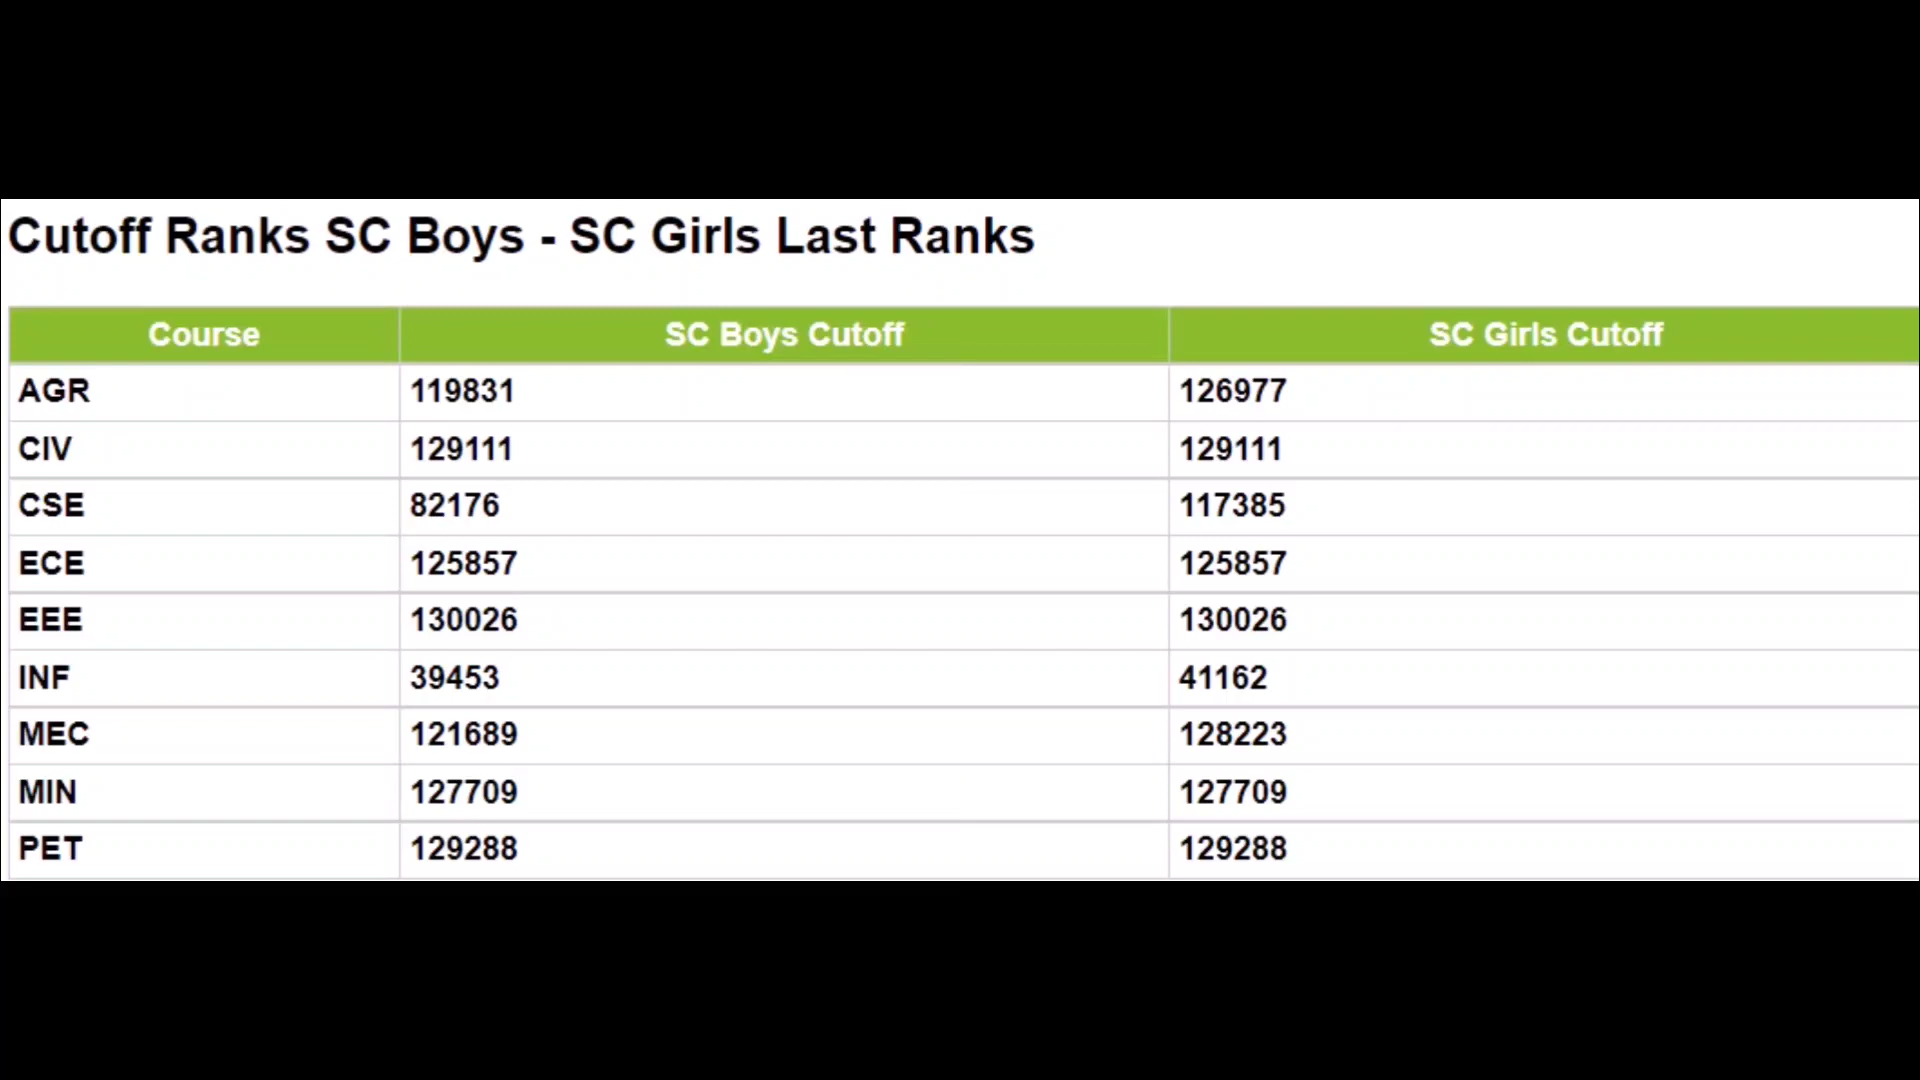 Cutoff Ranks SC Boys - SC Girls Last Ranks
Course SC Boys Cutoff SC Girls Cutoff
AGR 119831 126977
CIV 129111 129111
CSE 82176 117385
ECE 125857 125857
EEE 130026 130026
INF 39453 41162
MEC 121689 128223
MIN 127709 127709
PET 129288 129288